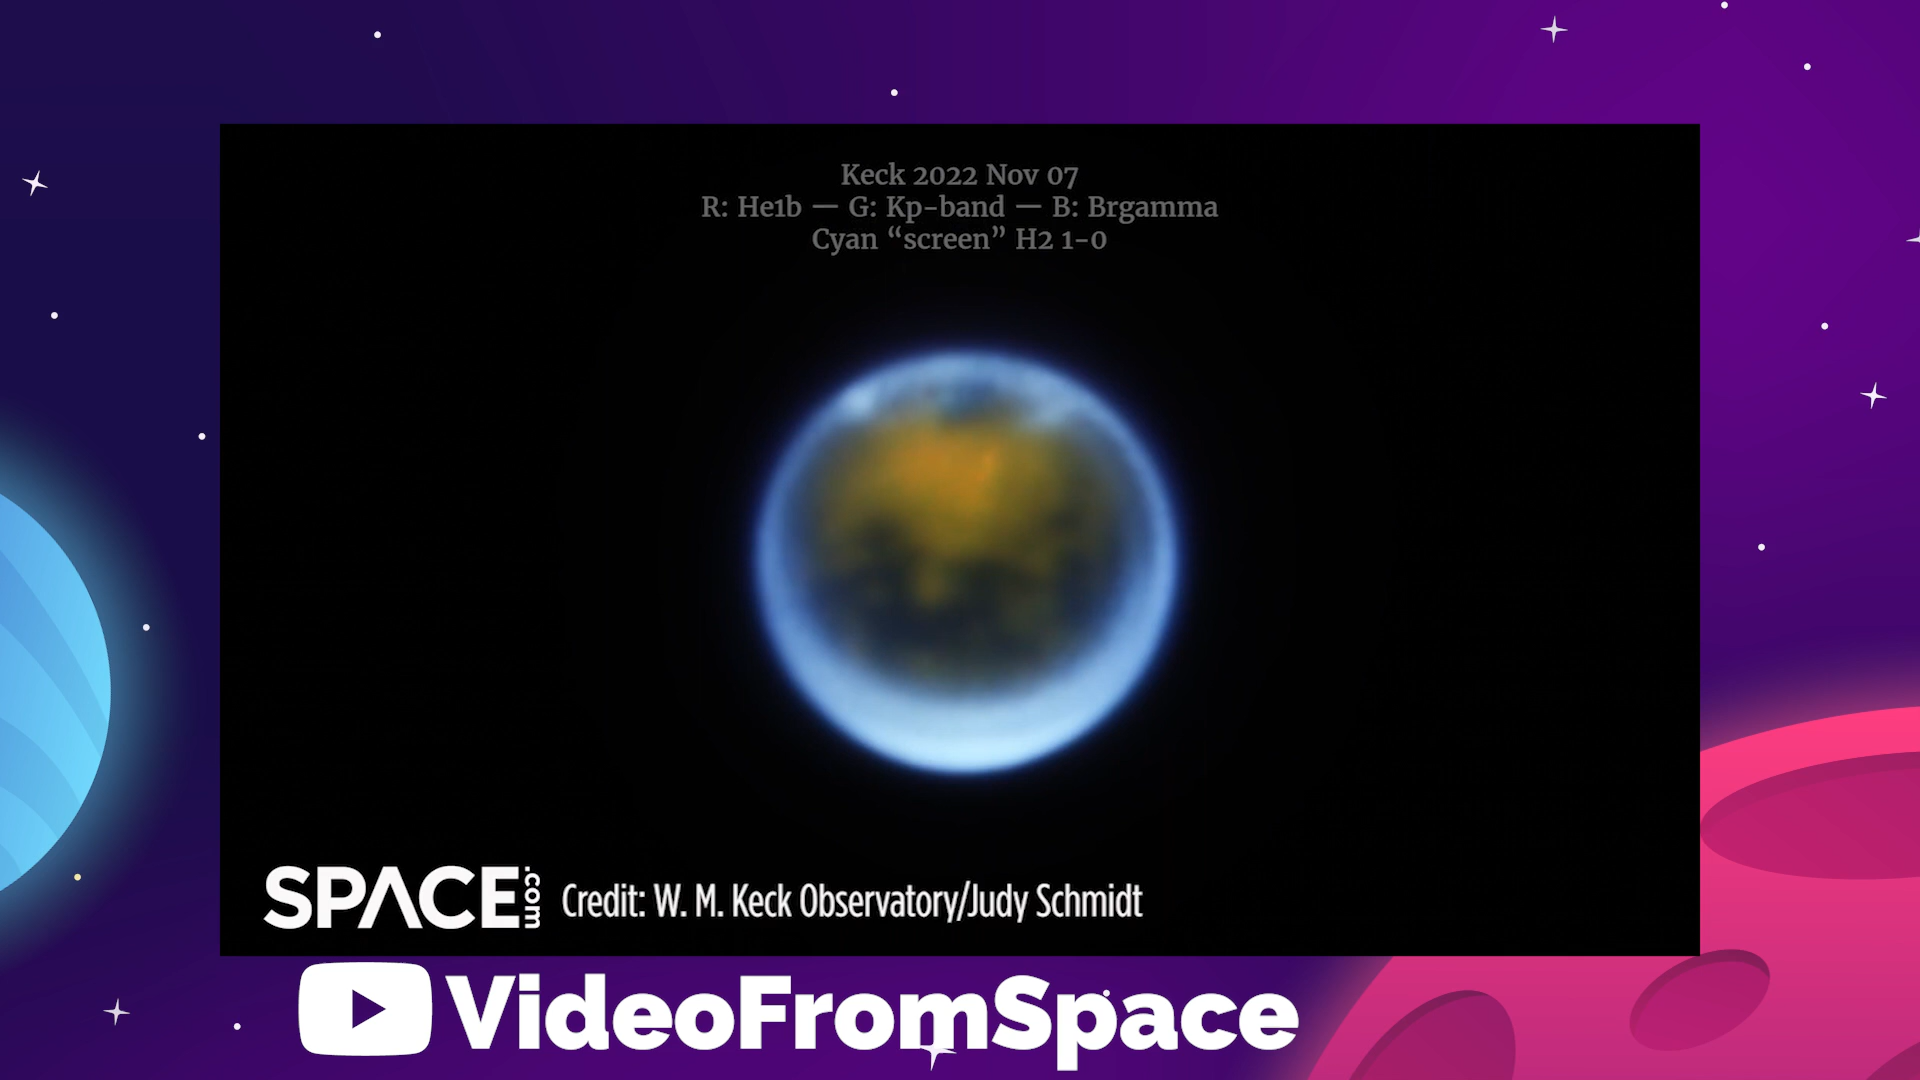 Keck 2022 Nov 07
R: He1b — G: Kp-band — B: Brgamma
Cyan “screen” H2 1-0
SPACE.com
Credit: W. M. Keck Observatory/Judy Schmidt
VideoFromSpace